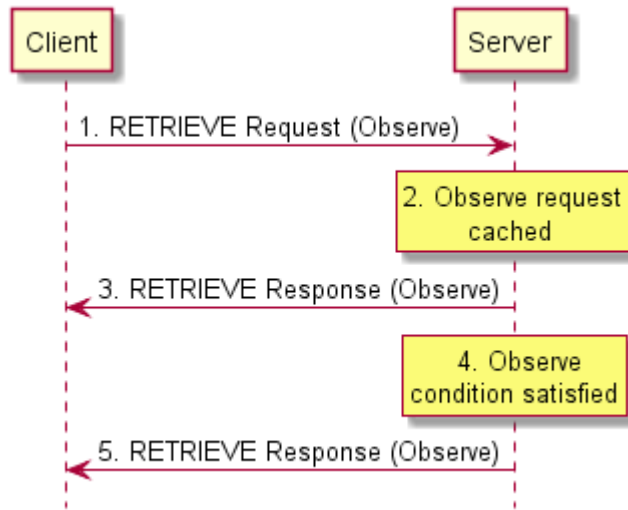 Client
Server
1. RETRIEVE Request (Observe)
2. Observe request
cached
3. RETRIEVE Response (Observe)
4. Observe
condition satisfied
5. RETRIEVE Response (Observe)